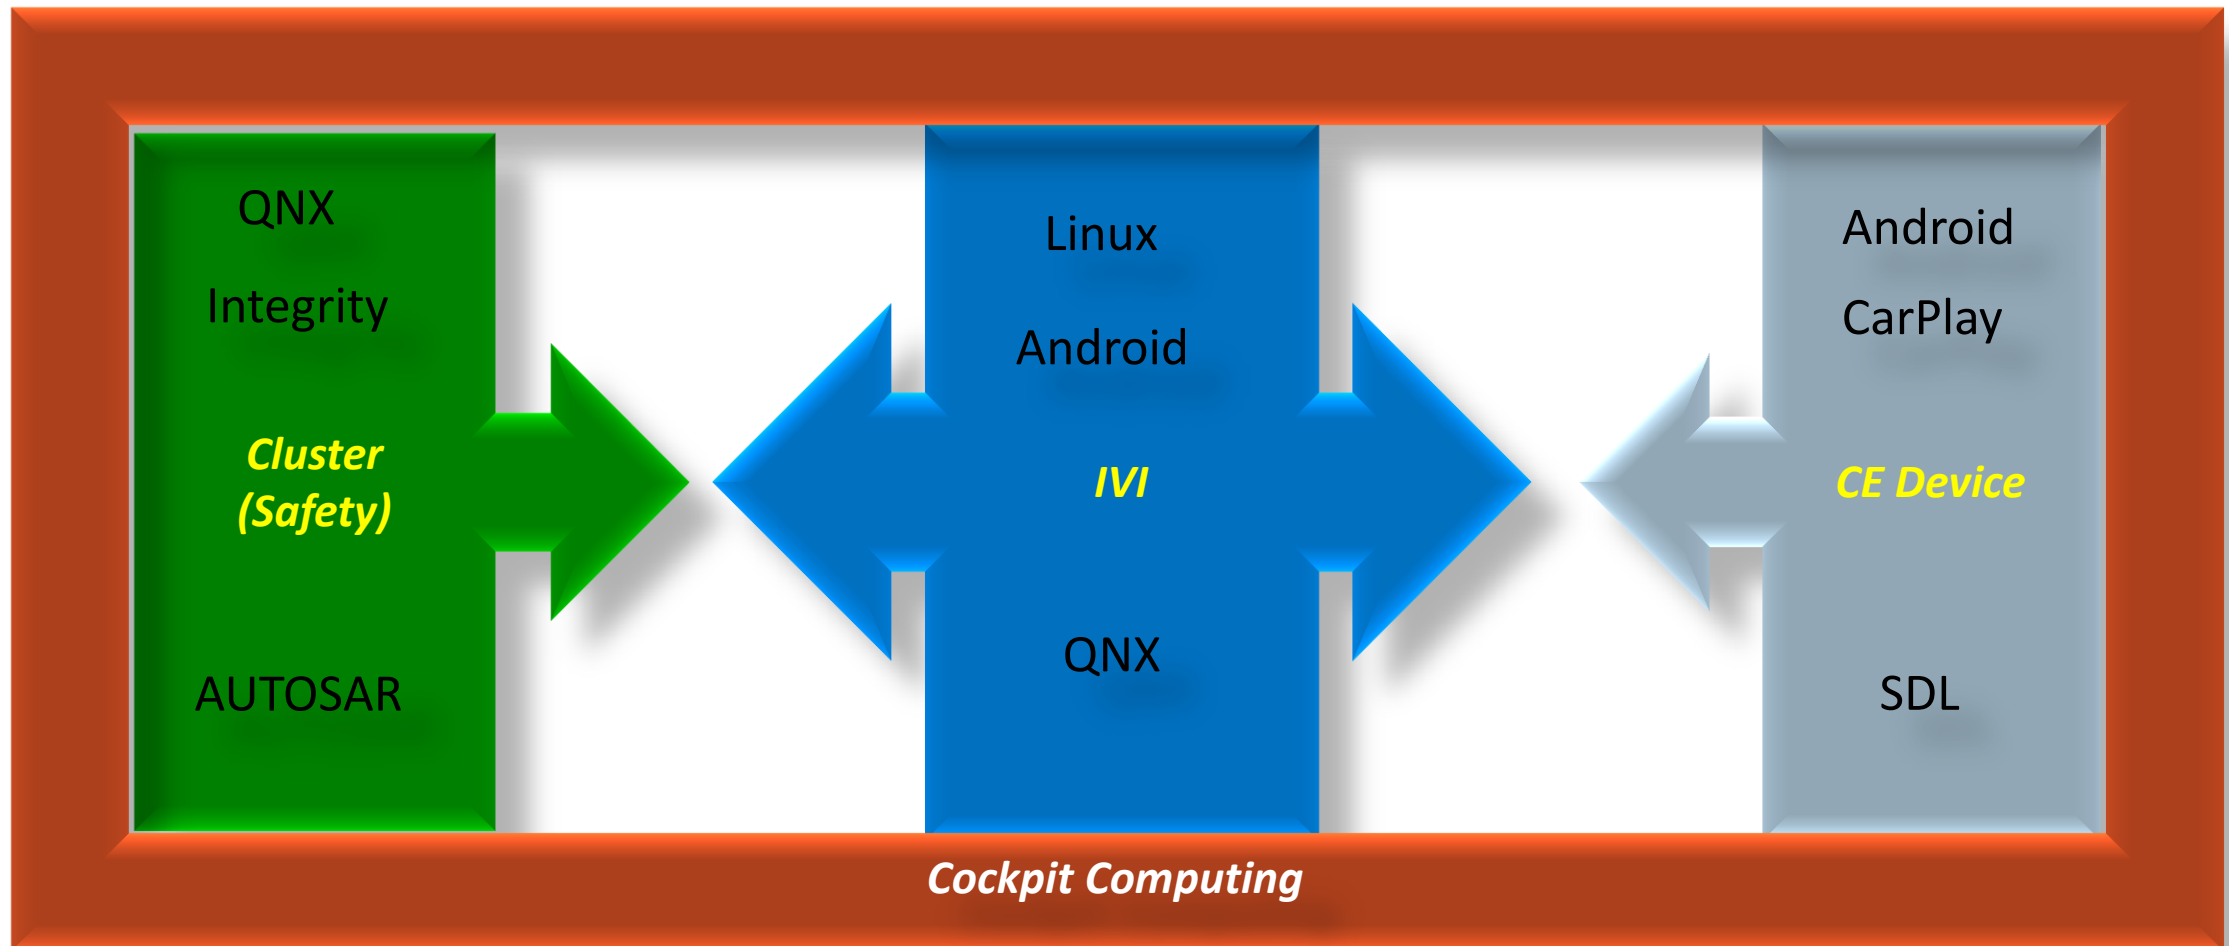 QNX
Integrity
Cluster
(Safety)
AUTOSAR
Linux
Android
IVI
QNX
Android
CarPlay
CE Device
SDL
Cockpit Computing